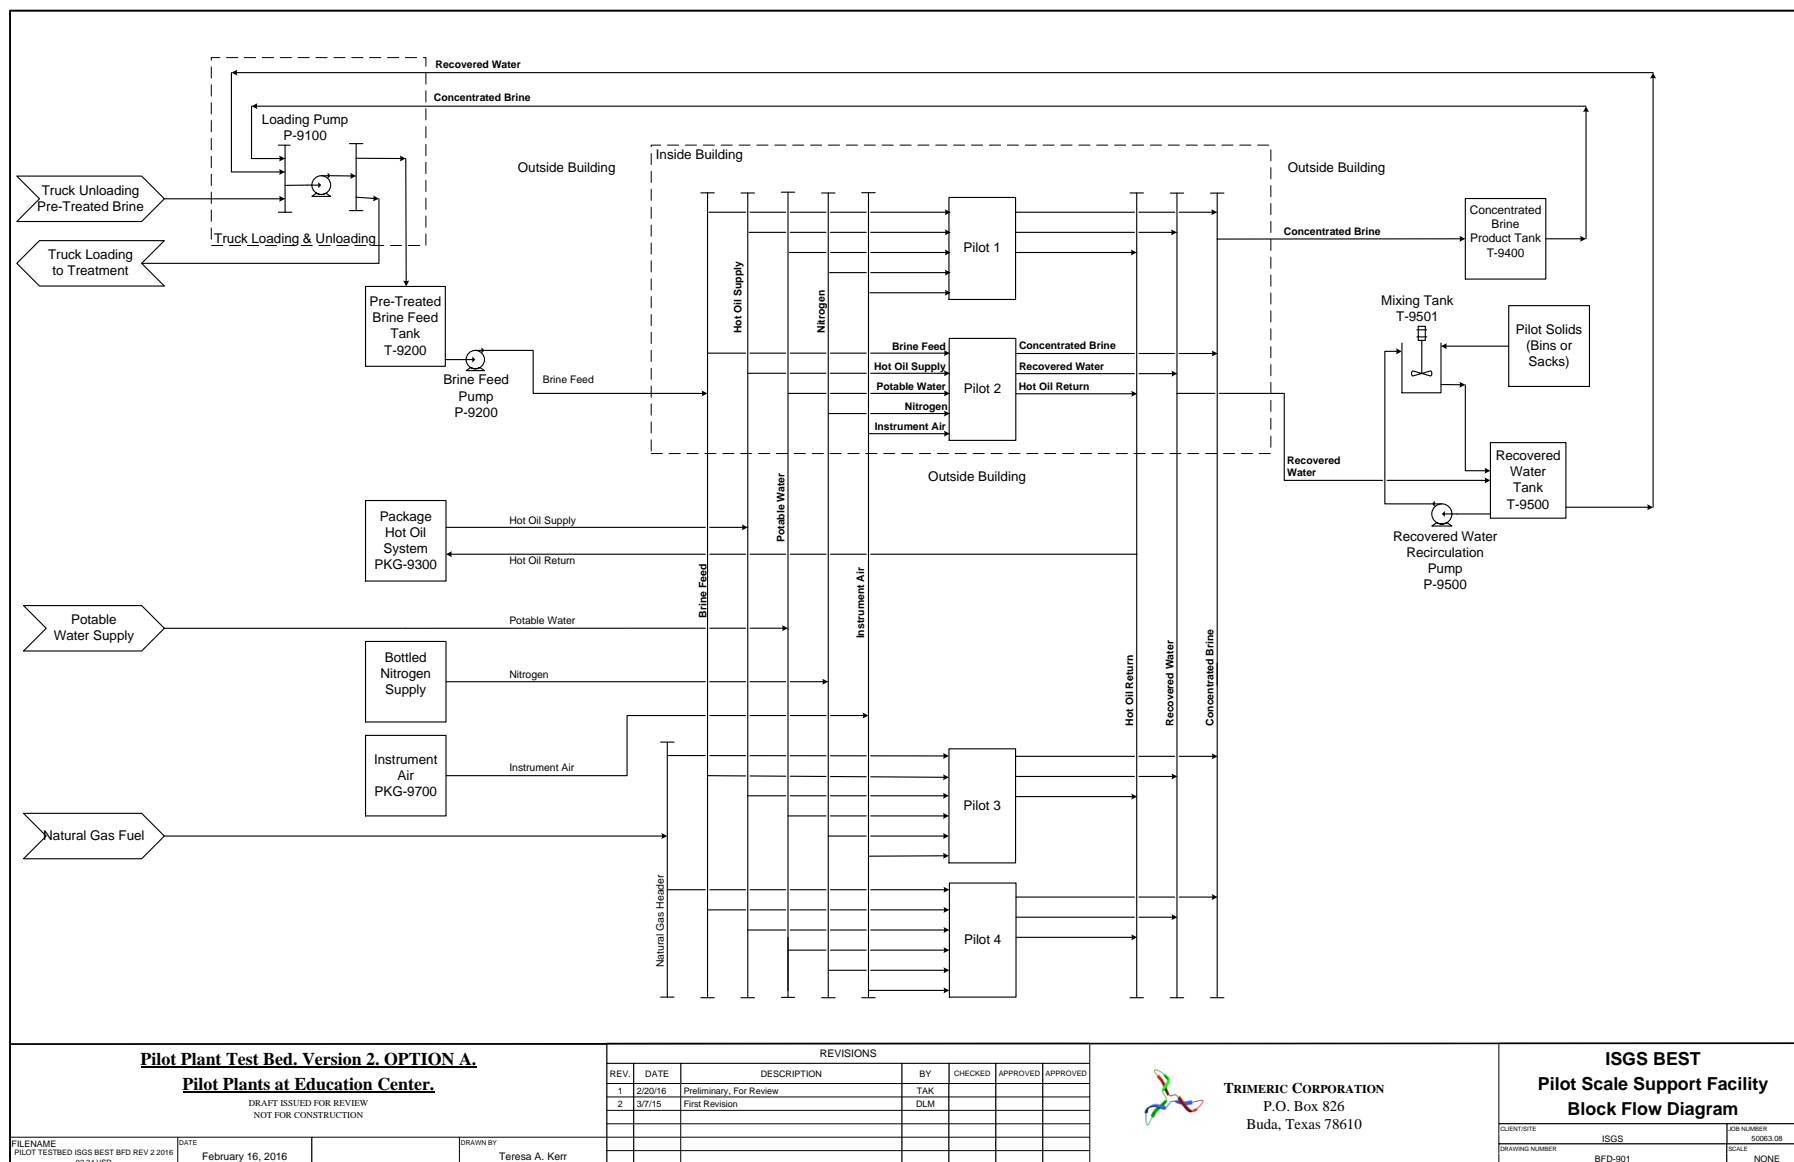 Recovered Water
Concentrated Brine
Loading Pump
P-9100
Truck Unloading
Pre-Treated Brine
Truck Loading & Unloading
Truck Loading
to Treatment
Outside Building
Inside Building
Outside Building
Pre-Treated
Brine Feed
Tank
T-9200
Brine Feed
Pump
P-9200
Brine Feed
Hot Oil Supply
Nitrogen
Pilot 1
Concentrated Brine
Concentrated
Brine
Product Tank
T-9400
Mixing Tank
T-9501
Pilot Solids
(Bins or
Sacks)
Brine Feed
Hot Oil Supply
Potable Water
Nitrogen
Instrument Air
Pilot 2
Concentrated Brine
Recovered Water
Hot Oil Return
Outside Building
Recovered
Water
Recovered
Water
Tank
T-9500
Recovered Water
Recirculation
Pump
P-9500
Package
Hot Oil
System
PKG-9300
Hot Oil Supply
Hot Oil Return
Potable Water
Brine Feed
Instrument Air
Hot Oil Return
Recovered Water
Concentrated Brine
Potable
Water Supply
Potable Water
Bottled
Nitrogen
Supply
Nitrogen
Instrument
Air
PKG-9700
Instrument Air
Natural Gas Fuel
Natural Gas Header
Pilot 3
Pilot 4
Pilot Plant Test Bed. Version 2. OPTION A.
Pilot Plants at Education Center.
DRAFT ISSUED FOR REVIEW
NOT FOR CONSTRUCTION
FILENAME
PILOT TESTBED ISGS BEST BFD REV 2 2016
DATE
February 16, 2016
DRAWN BY
Teresa A. Kerr
REVISIONS
REV. DATE DESCRIPTION BY CHECKED APPROVED APPROVED
1 2/20/16 Preliminary, For Review TAK
2 3/7/15 First Revision DLM
TRIMERIC CORPORATION
P.O. Box 826
Buda, Texas 78610
ISGS BEST
Pilot Scale Support Facility
Block Flow Diagram
CLIENT/SITE
ISGS
JOB NUMBER
50063.08
DRAWING NUMBER
BFD-901
SCALE
NONE